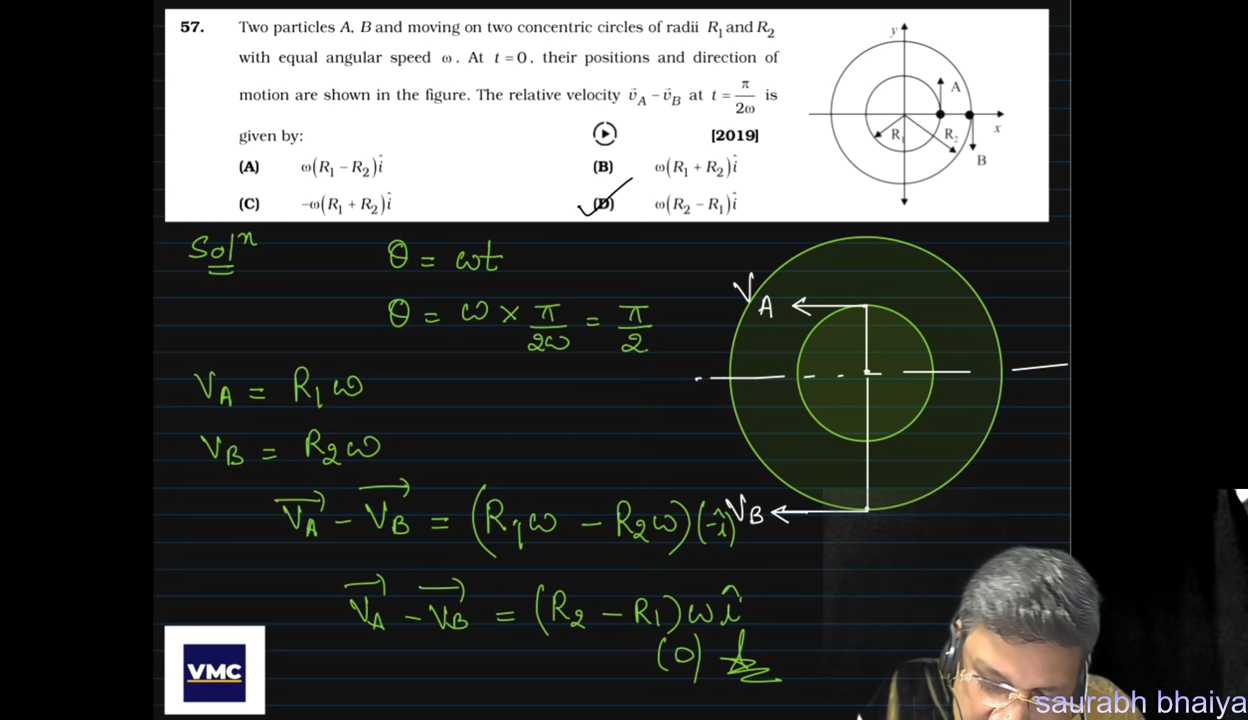 57. Two particles A, B and moving on two concentric circles of radii R₁ and R₂
with equal angular speed ω. At t = 0, their positions and direction of
motion are shown in the figure. The relative velocity v⃗_A − v⃗_B at t = π/2ω is
given by: [2019]
(A) ω(R₁ − R₂)î (B) ω(R₁ + R₂)î
(C) −ω(R₁ + R₂)î (D) ω(R₂ − R₁)î
y
A
R₁ R₂ x
B
Solⁿ
θ = ωt
θ = ω × π/2ω = π/2
V_A = R₁ω
V_B = R₂ω
V⃗_A − V⃗_B = (R₁ω − R₂ω)(−î)
V⃗_A − V⃗_B = (R₂ − R₁)ωî
(D)
V_A
V_B
VMC
saurabh bhaiya